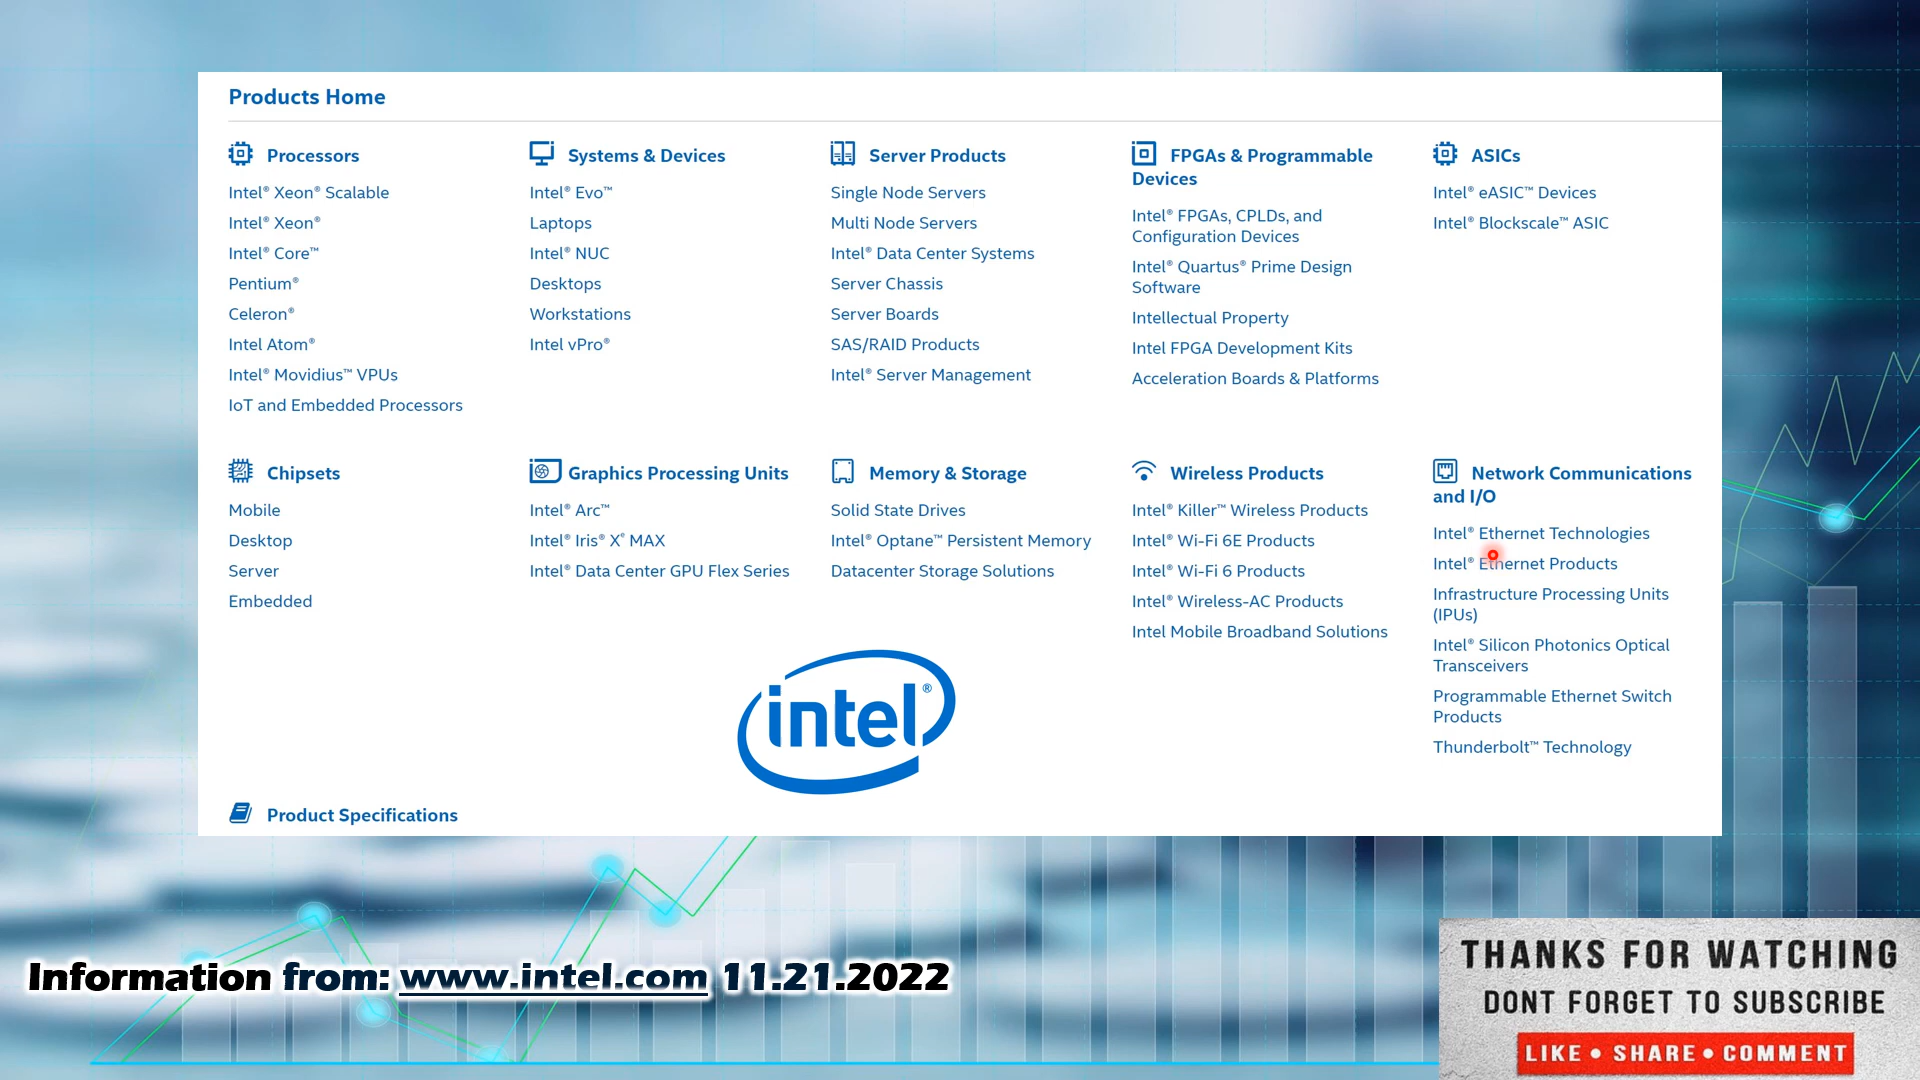 Products Home
Processors
Intel® Xeon® Scalable
Intel® Xeon®
Intel® Core™
Pentium®
Celeron®
Intel Atom®
Intel® Movidius™ VPUs
IoT and Embedded Processors
Systems & Devices
Intel® Evo™
Laptops
Intel® NUC
Desktops
Workstations
Intel vPro®
Server Products
Single Node Servers
Multi Node Servers
Intel® Data Center Systems
Server Chassis
Server Boards
SAS/RAID Products
Intel® Server Management
FPGAs & Programmable
Devices
Intel® FPGAs, CPLDs, and
Configuration Devices
Intel® Quartus® Prime Design
Software
Intellectual Property
Intel FPGA Development Kits
Acceleration Boards & Platforms
ASICs
Intel® eASIC™ Devices
Intel® Blockscale™ ASIC
Chipsets
Mobile
Desktop
Server
Embedded
Graphics Processing Units
Intel® Arc™
Intel® Iris® Xᵉ MAX
Intel® Data Center GPU Flex Series
Memory & Storage
Solid State Drives
Intel® Optane™ Persistent Memory
Datacenter Storage Solutions
Wireless Products
Intel® Killer™ Wireless Products
Intel® Wi-Fi 6E Products
Intel® Wi-Fi 6 Products
Intel® Wireless-AC Products
Intel Mobile Broadband Solutions
Network Communications
and I/O
Intel® Ethernet Technologies
Intel® Ethernet Products
Infrastructure Processing Units
(IPUs)
Intel® Silicon Photonics Optical
Transceivers
Programmable Ethernet Switch
Products
Thunderbolt™ Technology
intel®
Product Specifications
Information from: www.intel.com 11.21.2022
THANKS FOR WATCHING
DONT FORGET TO SUBSCRIBE
LIKE • SHARE • COMMENT